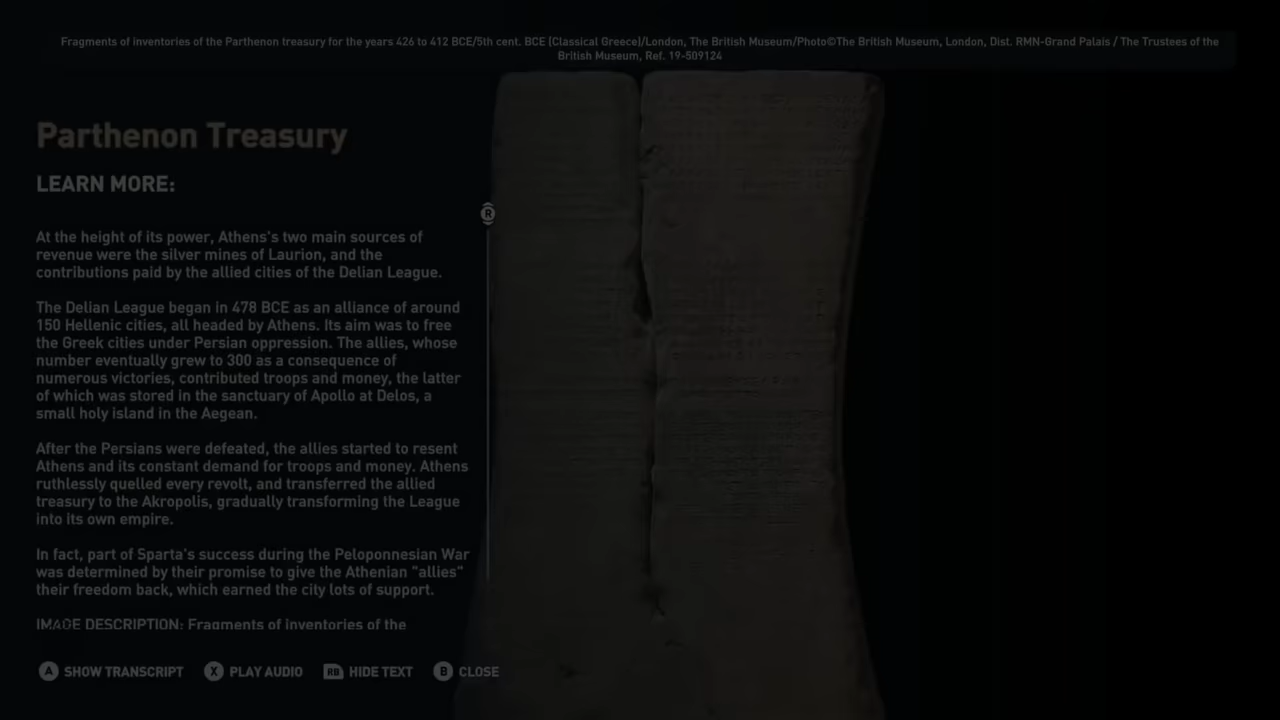 Fragments of inventories of the Parthenon treasury for the years 426 to 412 BCE/5th cent. BCE (Classical Greece)/London, The British Museum/Photo©The British Museum, London, Dist. RMN-Grand Palais / The Trustees of the
British Museum, Ref. 19-509124
Parthenon Treasury
LEARN MORE:
R
At the height of its power, Athens's two main sources of
revenue were the silver mines of Laurion, and the
contributions paid by the allied cities of the Delian League.
The Delian League began in 478 BCE as an alliance of around
150 Hellenic cities, all headed by Athens. Its aim was to free
the Greek cities under Persian oppression. The allies, whose
number eventually grew to 300 as a consequence of
numerous victories, contributed troops and money, the latter
of which was stored in the sanctuary of Apollo at Delos, a
small holy island in the Aegean.
After the Persians were defeated, the allies started to resent
Athens and its constant demand for troops and money. Athens
ruthlessly quelled every revolt, and transferred the allied
treasury to the Akropolis, gradually transforming the League
into its own empire.
In fact, part of Sparta's success during the Peloponnesian War
was determined by their promise to give the Athenian "allies"
their freedom back, which earned the city lots of support.
IMAGE DESCRIPTION: Fragments of inventories of the
A SHOW TRANSCRIPT X PLAY AUDIO RB HIDE TEXT B CLOSE